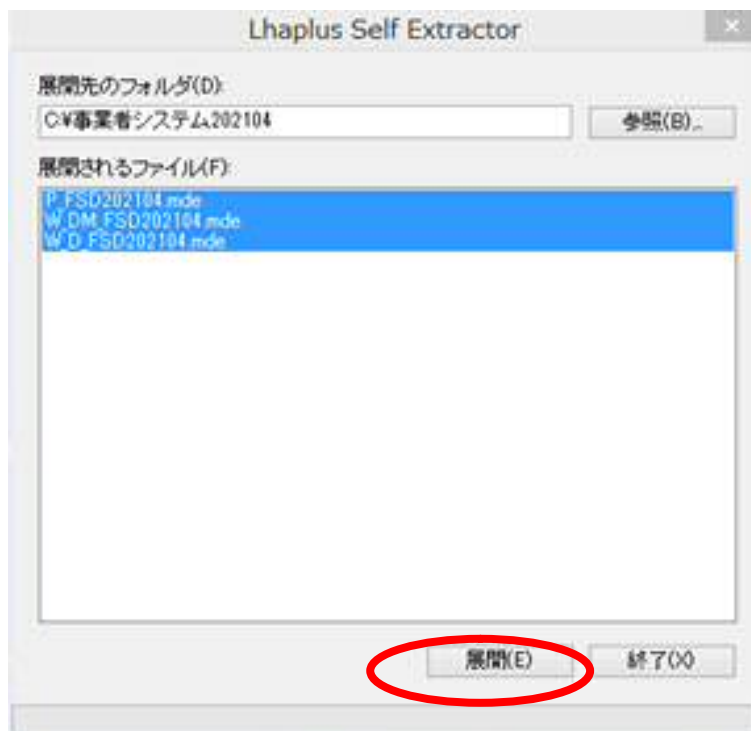 Lhaplus Self Extractor
展開先のフォルダ(D):
C:¥事業者システム202104
参照(B)...
展開されるファイル(F):
P_FSD202104.mde
W_DM_FSD202104.mde
W_D_FSD202104.mde
展開(E)
終了(X)